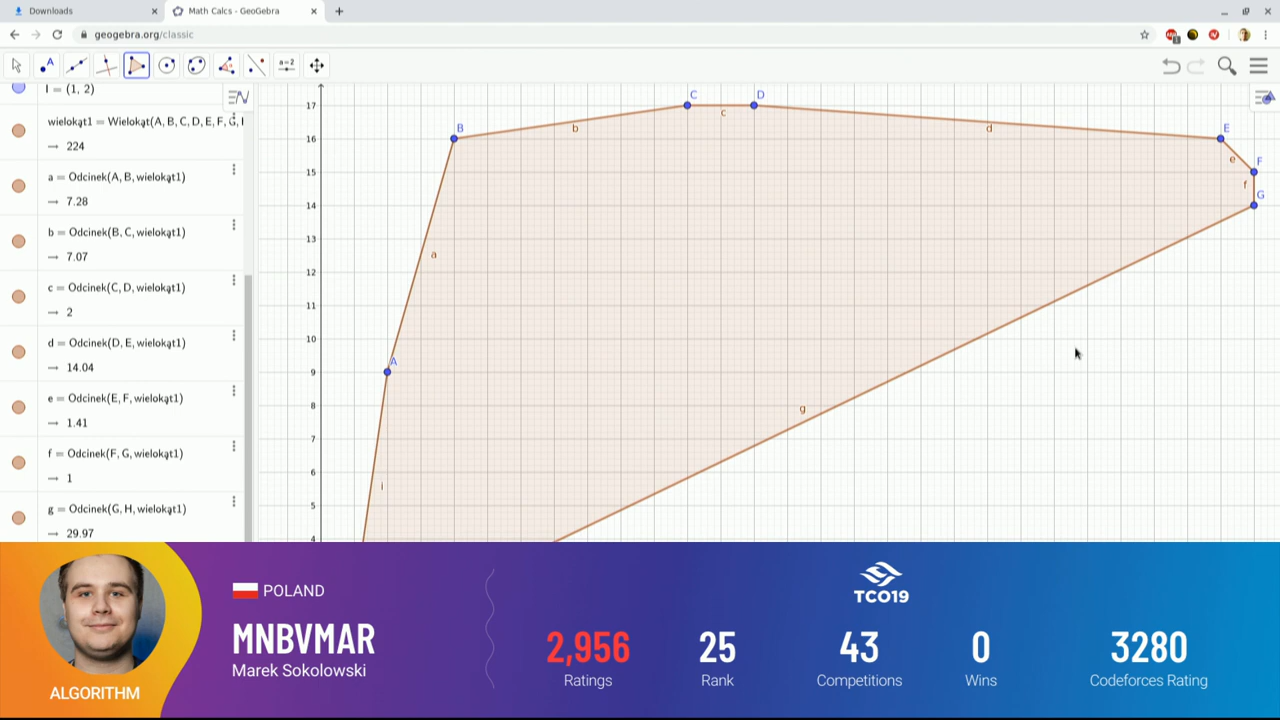 Downloads
Math Calcs - GeoGebra
geogebra.org/classic
A
a=2
I = (1, 2)
wielokąt1 = Wielokąt(A, B, C, D, E, F, G, H
→ 224
a = Odcinek(A, B, wielokąt1)
→ 7.28
b = Odcinek(B, C, wielokąt1)
→ 7.07
c = Odcinek(C, D, wielokąt1)
→ 2
d = Odcinek(D, E, wielokąt1)
→ 14.04
e = Odcinek(E, F, wielokąt1)
→ 1.41
f = Odcinek(F, G, wielokąt1)
→ 1
g = Odcinek(G, H, wielokąt1)
→ 29.97
17
16
15
14
13
12
11
10
9
8
7
6
5
4
A
B
C
D
E
F
G
a
b
c
d
e
f
g
i
POLAND
MNBVMAR
Marek Sokolowski
ALGORITHM
TCO19
2,956
Ratings
25
Rank
43
Competitions
0
Wins
3280
Codeforces Rating